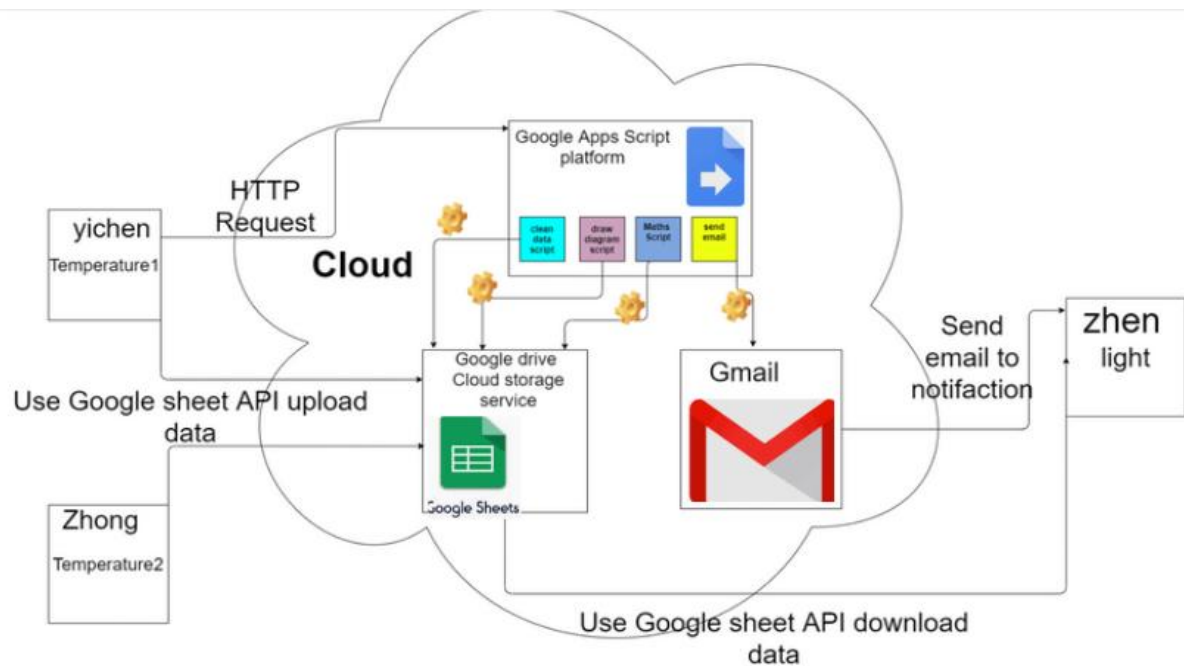 Google Apps Script
platform
HTTP
Request
clean
data
script
draw
diagram
script
Maths
Script
send
email
yichen
Temperature1
Cloud
Google drive
Cloud storage
service
Google Sheets
Gmail
Send
email to
notifaction
zhen
light
Use Google sheet API upload
data
Zhong
Temperature2
Use Google sheet API download
data